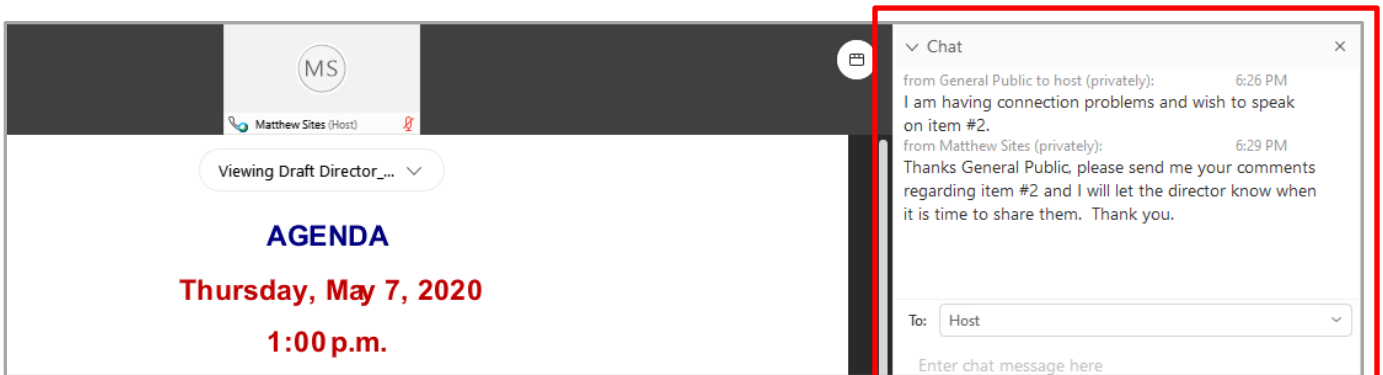 MS
Matthew Sites (Host)
Viewing Draft Director_...
AGENDA
Thursday, May 7, 2020
1:00 p.m.
Chat
from General Public to host (privately): 6:26 PM
I am having connection problems and wish to speak
on item #2.
from Matthew Sites (privately): 6:29 PM
Thanks General Public, please send me your comments
regarding item #2 and I will let the director know when
it is time to share them. Thank you.
To: Host
Enter chat message here